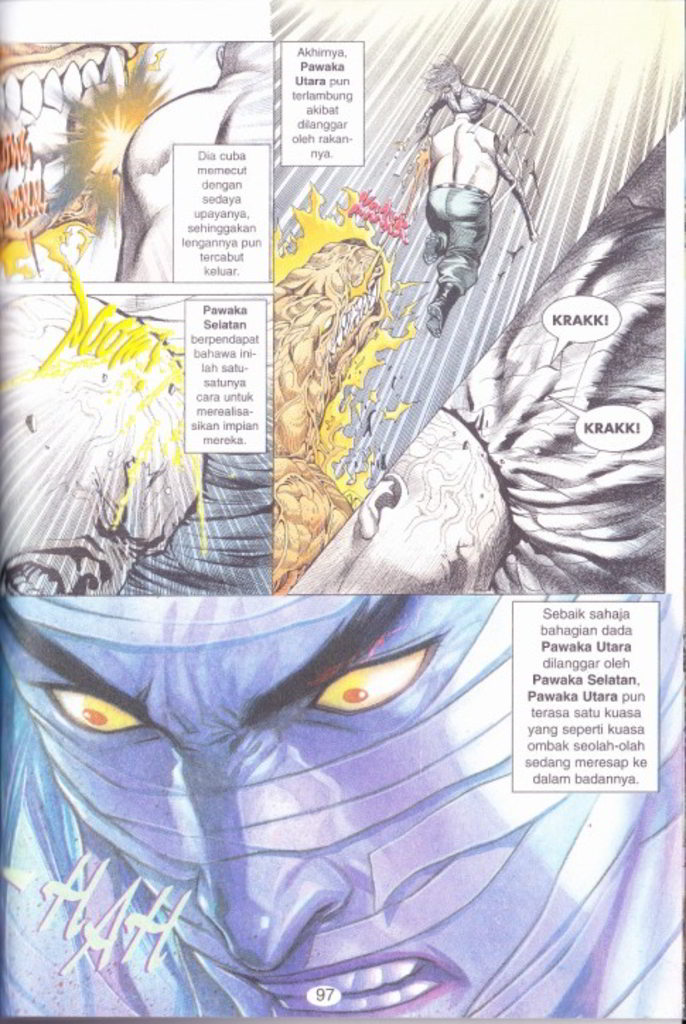 Dia cuba
memecut
dengan
sedaya
upayanya,
sehinggakan
lengannya pun
tercabut
keluar.
Akhirnya,
Pawaka
Utara pun
terlambung
akibat
dilanggar
oleh rakan-
nya.
Pawaka
Selatan
berpendapat
bahawa ini-
lah satu-
satunya
cara untuk
merealisa-
sikan impian
mereka.
KRAKK!
KRAKK!
Sebaik sahaja
bahagian dada
Pawaka Utara
dilanggar oleh
Pawaka Selatan,
Pawaka Utara pun
terasa satu kuasa
yang seperti kuasa
ombak seolah-olah
sedang meresap ke
dalam badannya.
HAH
97